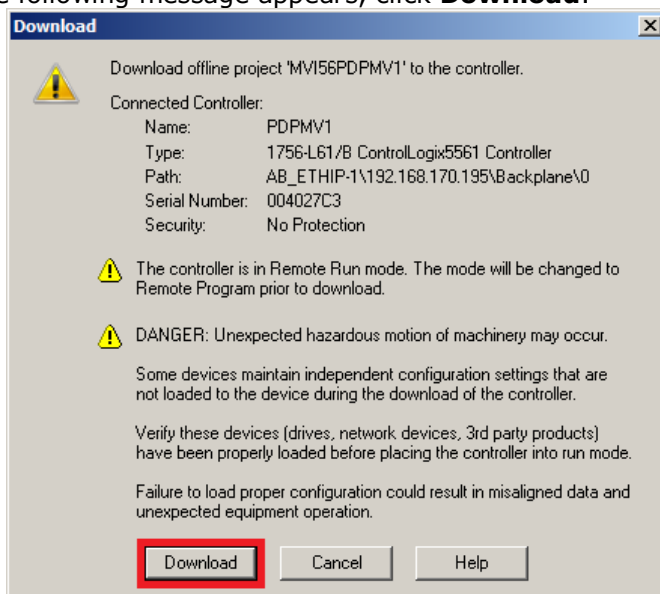 following message appears, click Download.
Download
Download offline project 'MVI56PDPMV1' to the controller.
Connected Controller:
Name: PDPMV1
Type: 1756-L61/B ControlLogix5561 Controller
Path: AB_ETHIP-1\192.168.170.195\Backplane\0
Serial Number: 004027C3
Security: No Protection
The controller is in Remote Run mode. The mode will be changed to
Remote Program prior to download.
DANGER: Unexpected hazardous motion of machinery may occur.
Some devices maintain independent configuration settings that are
not loaded to the device during the download of the controller.
Verify these devices (drives, network devices, 3rd party products)
have been properly loaded before placing the controller into run mode.
Failure to load proper configuration could result in misaligned data and
unexpected equipment operation.
Download Cancel Help